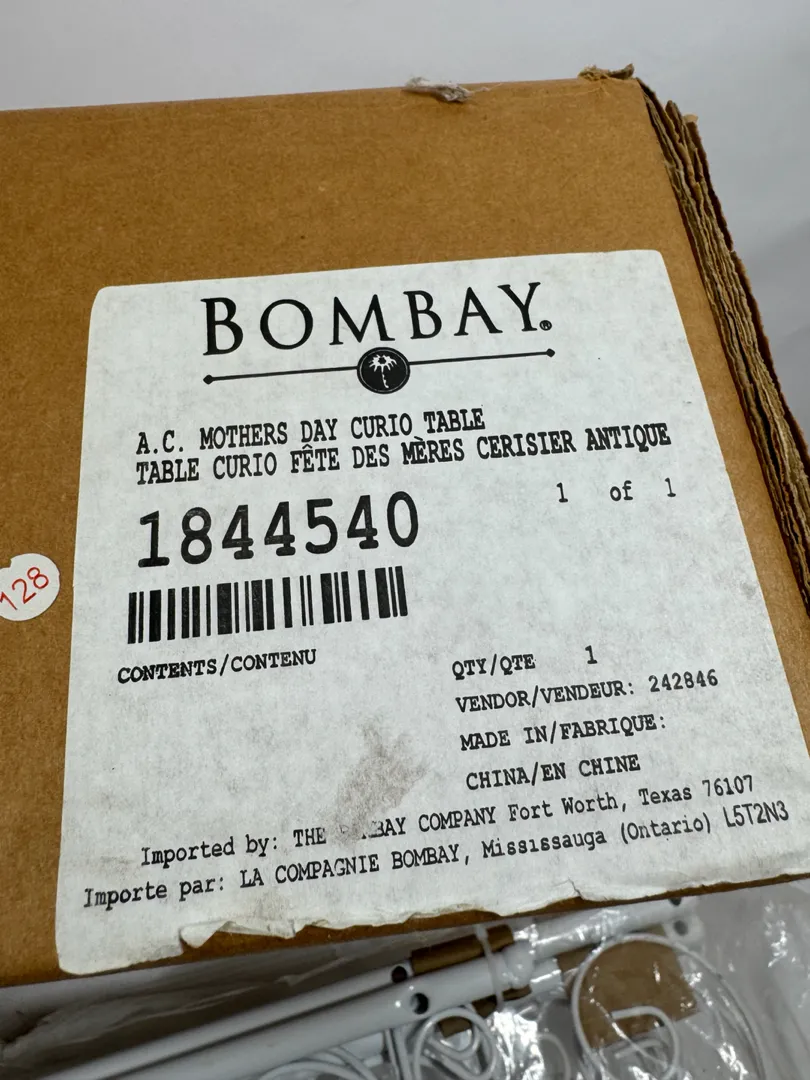 BOMBAY®
A.C. MOTHERS DAY CURIO TABLE
TABLE CURIO FÊTE DES MÈRES CERISIER ANTIQUE
1844540
1 of 1
128
CONTENTS/CONTENU
QTY/QTE 1
VENDOR/VENDEUR: 242846
MADE IN/FABRIQUE:
CHINA/EN CHINE
Imported by: THE COMPANY Fort Worth, Texas 76107
Importe par: LA COMPAGNIE BOMBAY, Mississauga (Ontario) L5T2N3